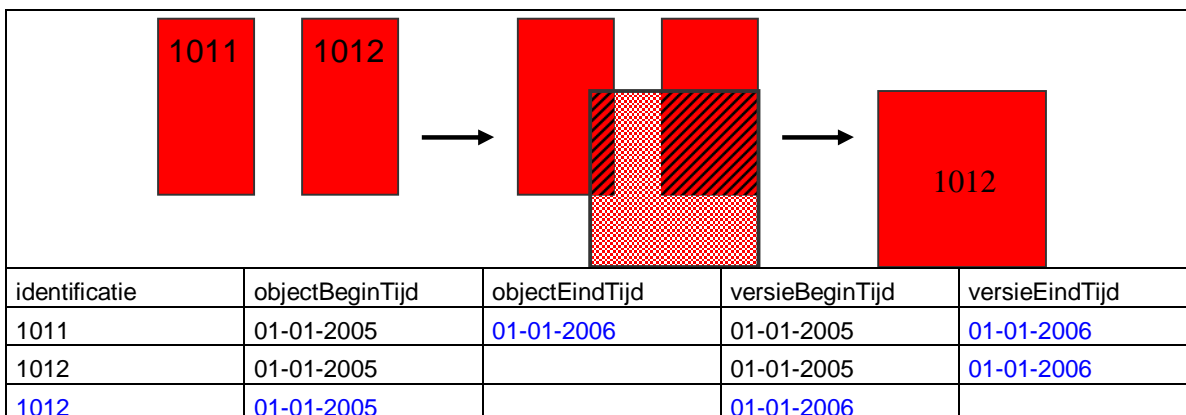 1011 1012
1012
identificatie objectBeginTijd objectEindTijd versieBeginTijd versieEindTijd
1011 01-01-2005 01-01-2006 01-01-2005 01-01-2006
1012 01-01-2005 01-01-2005 01-01-2006
1012 01-01-2005 01-01-2006